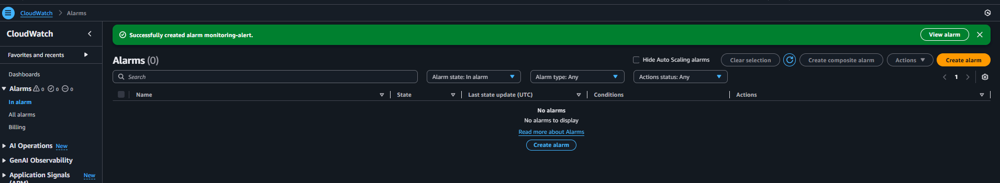 CloudWatch > Alarms
CloudWatch
Favorites and recents
Dashboards
Alarms 0 0 0
In alarm
All alarms
Billing
AI Operations New
GenAI Observability
Application Signals New
Successfully created alarm monitoring-alert.
View alarm
Alarms (0)
Hide Auto Scaling alarms
Clear selection
Create composite alarm
Actions
Create alarm
Search
Alarm state: In alarm
Alarm type: Any
Actions status: Any
1
Name
State
Last state update (UTC)
Conditions
Actions
No alarms
No alarms to display
Read more about Alarms
Create alarm